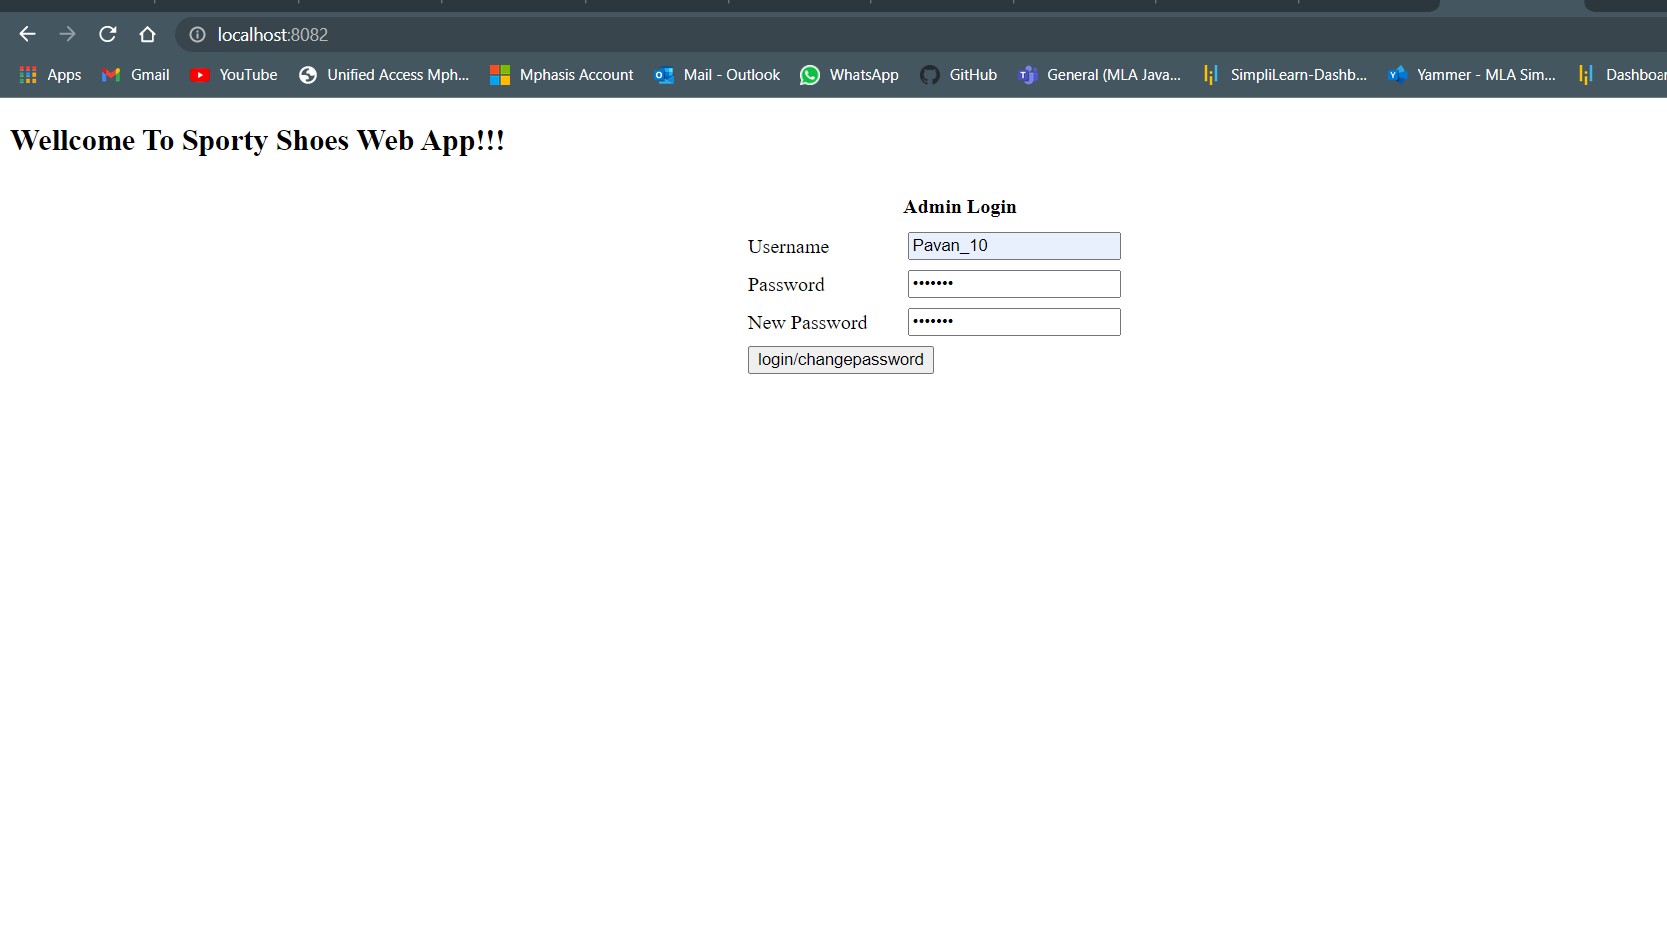 localhost:8082
Apps Gmail YouTube Unified Access Mph... Mphasis Account Mail - Outlook WhatsApp GitHub General (MLA Java... SimpliLearn-Dashb... Yammer - MLA Sim... Dashboar
Wellcome To Sporty Shoes Web App!!!
Admin Login
Username Pavan_10
Password •••••••
New Password •••••••
login/changepassword